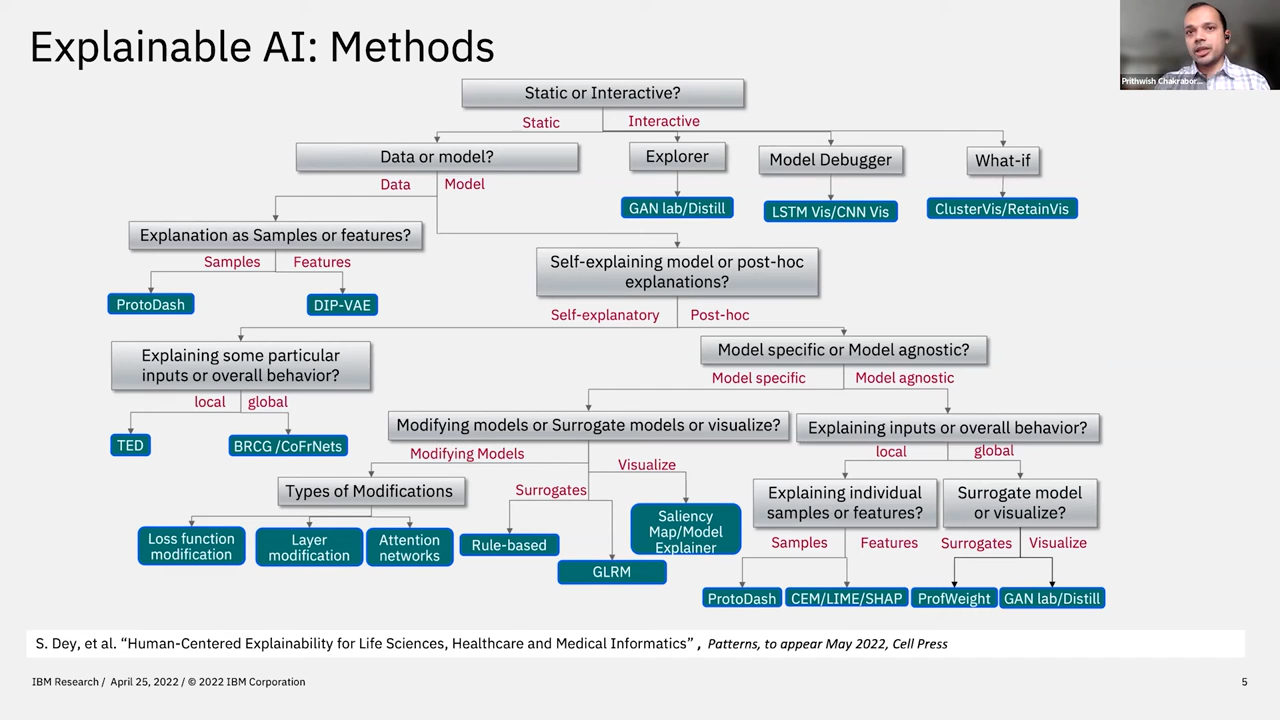 Explainable AI: Methods
Prithwish Chakrabor...
Static or Interactive?
Static
Interactive
Data or model?
Explorer
Model Debugger
What-if
Data
Model
GAN lab/Distill
LSTM Vis/CNN Vis
ClusterVis/RetainVis
Explanation as Samples or features?
Samples
Features
Self-explaining model or post-hoc
explanations?
ProtoDash
DIP-VAE
Self-explanatory
Post-hoc
Explaining some particular
inputs or overall behavior?
Model specific or Model agnostic?
Model specific
Model agnostic
local
global
TED
BRCG /CoFrNets
Modifying models or Surrogate models or visualize?
Explaining inputs or overall behavior?
Modifying Models
Surrogates
Visualize
local
global
Types of Modifications
Saliency
Map/Model
Explainer
Explaining individual
samples or features?
Surrogate model
or visualize?
Loss function
modification
Layer
modification
Attention
networks
Rule-based
GLRM
Samples
Features
Surrogates
Visualize
ProtoDash
CEM/LIME/SHAP
ProfWeight
GAN lab/Distill
S. Dey, et al. “Human-Centered Explainability for Life Sciences, Healthcare and Medical Informatics” , Patterns, to appear May 2022, Cell Press
IBM Research / April 25, 2022 / © 2022 IBM Corporation
5